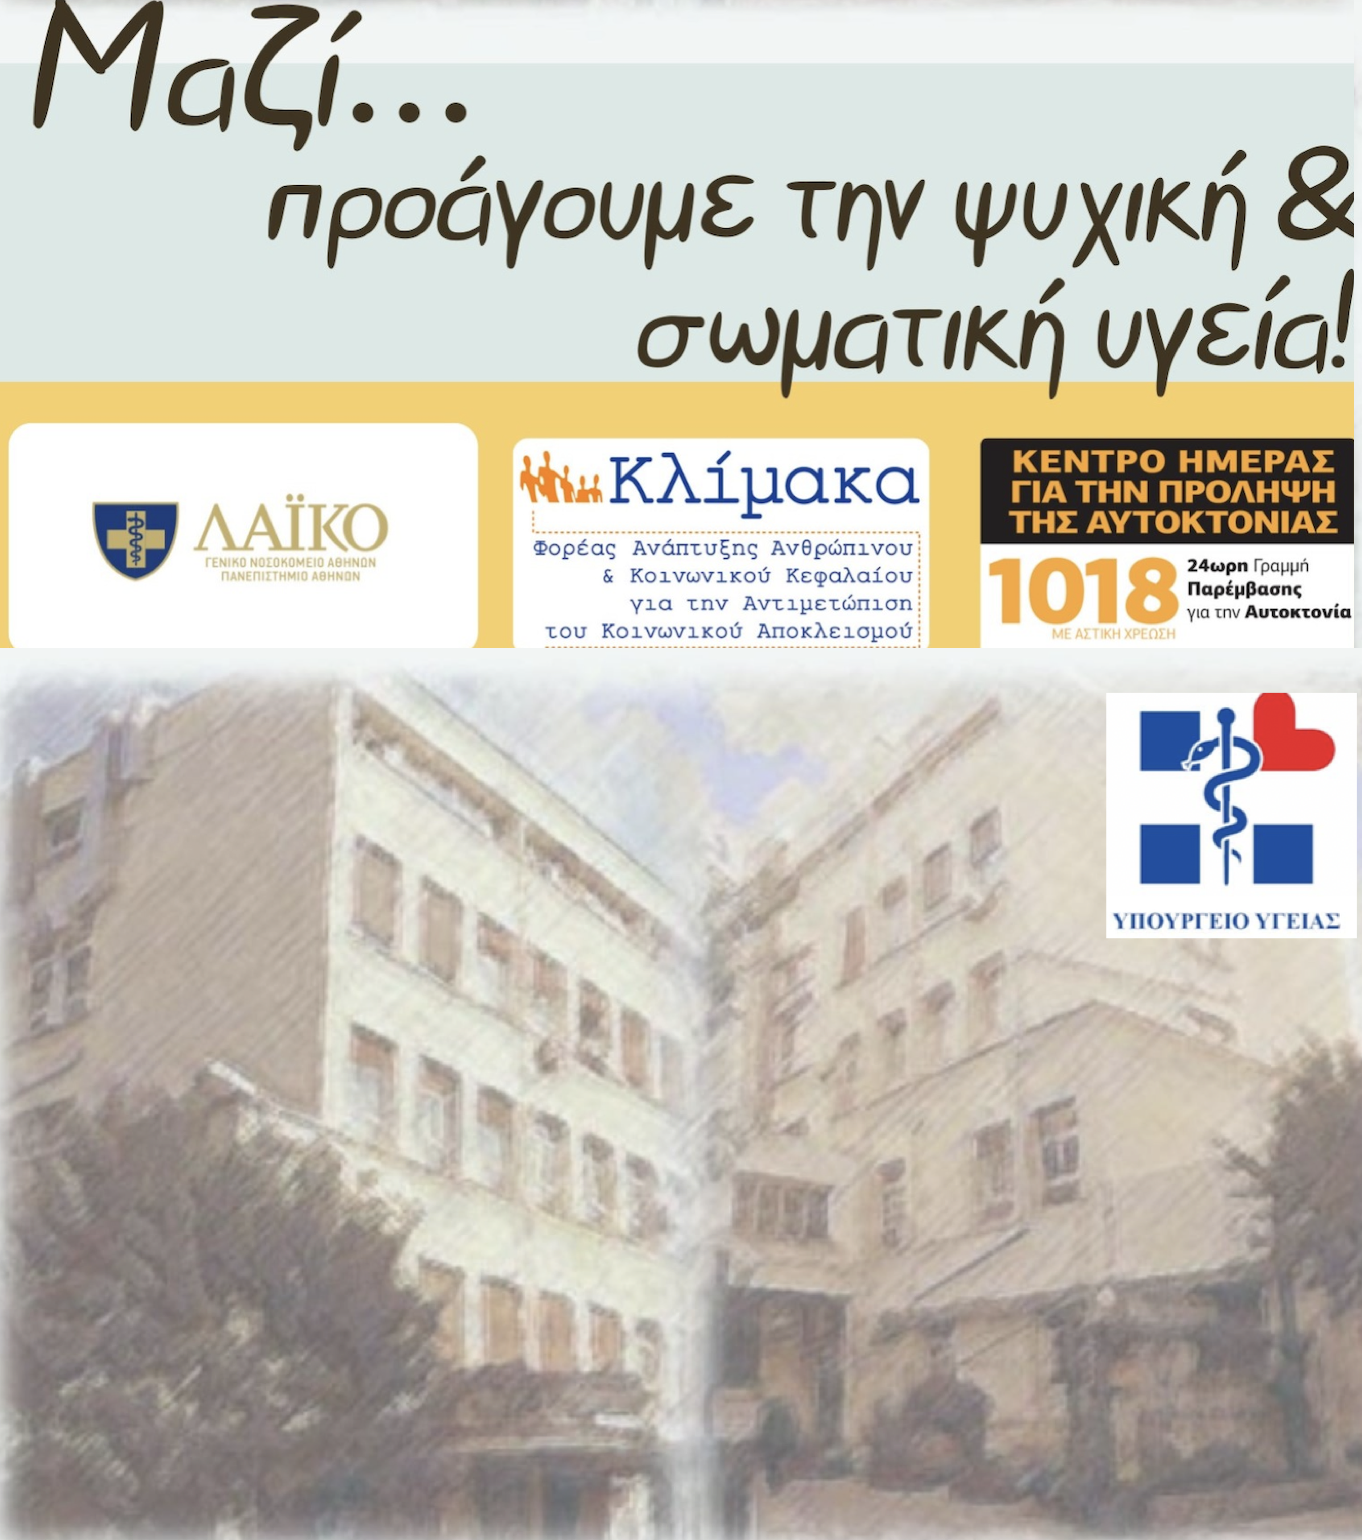 Μαζί...
προάγουμε την ψυχική &
σωματική υγεία!
ΛΑΪΚΟ
ΓΕΝΙΚΟ ΝΟΣΟΚΟΜΕΙΟ ΑΘΗΝΩΝ
ΠΑΝΕΠΙΣΤΗΜΙΟ ΑΘΗΝΩΝ
Κλίμακα
Φορέας Ανάπτυξης Ανθρώπινου
& Κοινωνικού Κεφαλαίου
για την Αντιμετώπιση
του Κοινωνικού Αποκλεισμού
ΚΕΝΤΡΟ ΗΜΕΡΑΣ
ΓΙΑ ΤΗΝ ΠΡΟΛΗΨΗ
ΤΗΣ ΑΥΤΟΚΤΟΝΙΑΣ
1018
ΜΕ ΑΣΤΙΚΗ ΧΡΕΩΣΗ
24ωρη Γραμμή
Παρέμβασης
για την Αυτοκτονία
ΥΠΟΥΡΓΕΙΟ ΥΓΕΙΑΣ